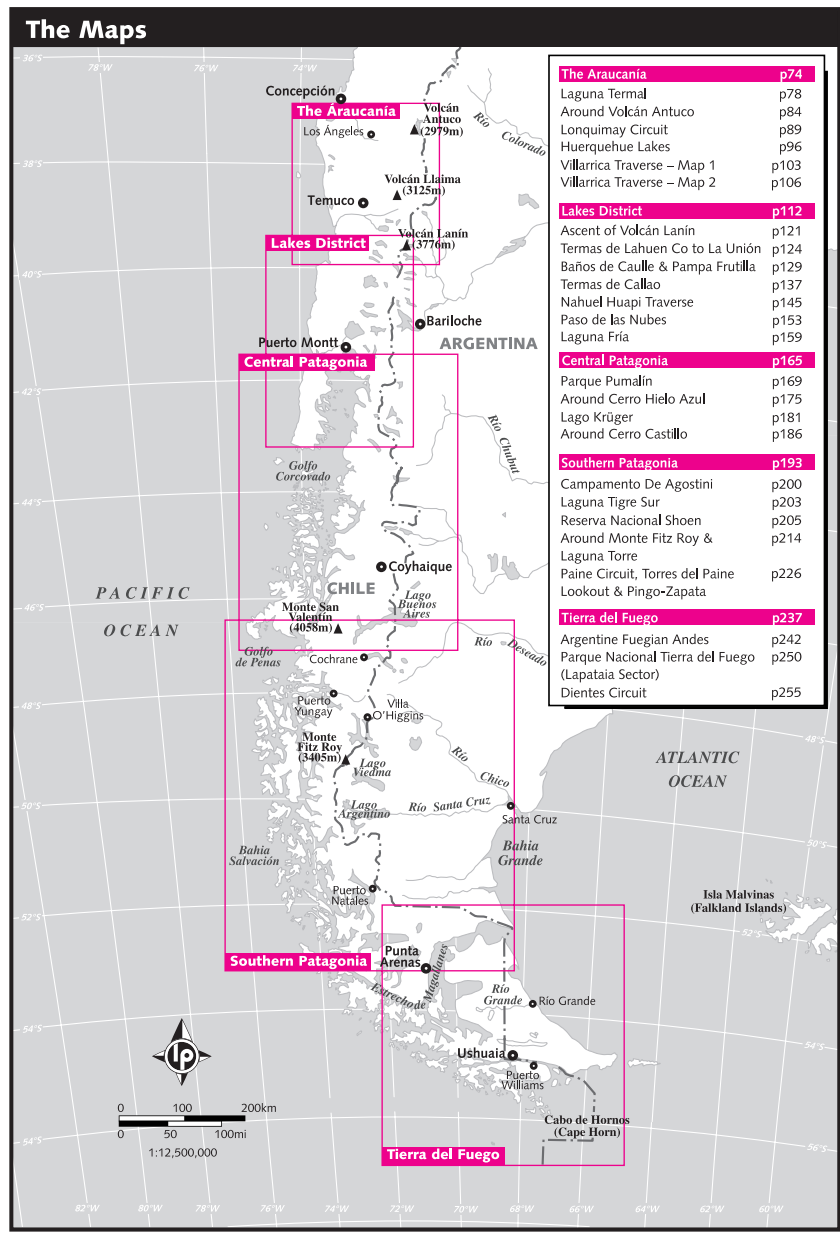 The Maps
36°S
78°W
76°W
74°W
Concepción
The Araucanía
Volcán
Antuco
(2979m)
Los Ángeles
Río
Colorado
38°S
Volcán Llaima
(3125m)
Temuco
Lakes District
Volcán Lanín
(3776m)
40°S
Bariloche
Puerto Montt
ARGENTINA
Central Patagonia
42°S
Río Chubut
Golfo
Corcovado
44°S
Coyhaique
CHILE
PACIFIC
OCEAN
Lago
Buenos
Aires
46°S
Monte San
Valentín
(4058m)
Golfo
de Penas
Cochrane
Río Deseado
48°S
Puerto
Yungay
Villa
O'Higgins
Monte
Fitz Roy
(3405m)
Lago
Viedma
Río Chico
48°S
ATLANTIC
OCEAN
50°S
Lago
Argentino
Río Santa Cruz
Santa Cruz
Bahia
Salvación
Bahia
Grande
50°S
Puerto
Natales
Isla Malvinas
(Falkland Islands)
52°S
52°S
Southern Patagonia
Punta
Arenas
Estrecho de Magallanes
Río
Grande
Río Grande
54°S
54°S
lp
Ushuaia
Puerto
Williams
0 100 200km
0 50 100mi
1:12,500,000
Cabo de Hornos
(Cape Horn)
54°S
56°S
Tierra del Fuego
82°W
80°W
78°W
76°W
74°W
72°W
70°W
68°W
66°W
64°W
62°W
60°W
The Araucanía p74
Laguna Termal p78
Around Volcán Antuco p84
Lonquimay Circuit p89
Huerquehue Lakes p96
Villarrica Traverse – Map 1 p103
Villarrica Traverse – Map 2 p106
Lakes District p112
Ascent of Volcán Lanín p121
Termas de Lahuen Co to La Unión p124
Baños de Caulle & Pampa Frutilla p129
Termas de Callao p137
Nahuel Huapi Traverse p145
Paso de las Nubes p153
Laguna Fría p159
Central Patagonia p165
Parque Pumalín p169
Around Cerro Hielo Azul p175
Lago Krüger p181
Around Cerro Castillo p186
Southern Patagonia p193
Campamento De Agostini p200
Laguna Tigre Sur p203
Reserva Nacional Shoen p205
Around Monte Fitz Roy & p214
Laguna Torre
Paine Circuit, Torres del Paine p226
Lookout & Pingo-Zapata
Tierra del Fuego p237
Argentine Fuegian Andes p242
Parque Nacional Tierra del Fuego p250
(Lapataia Sector)
Dientes Circuit p255